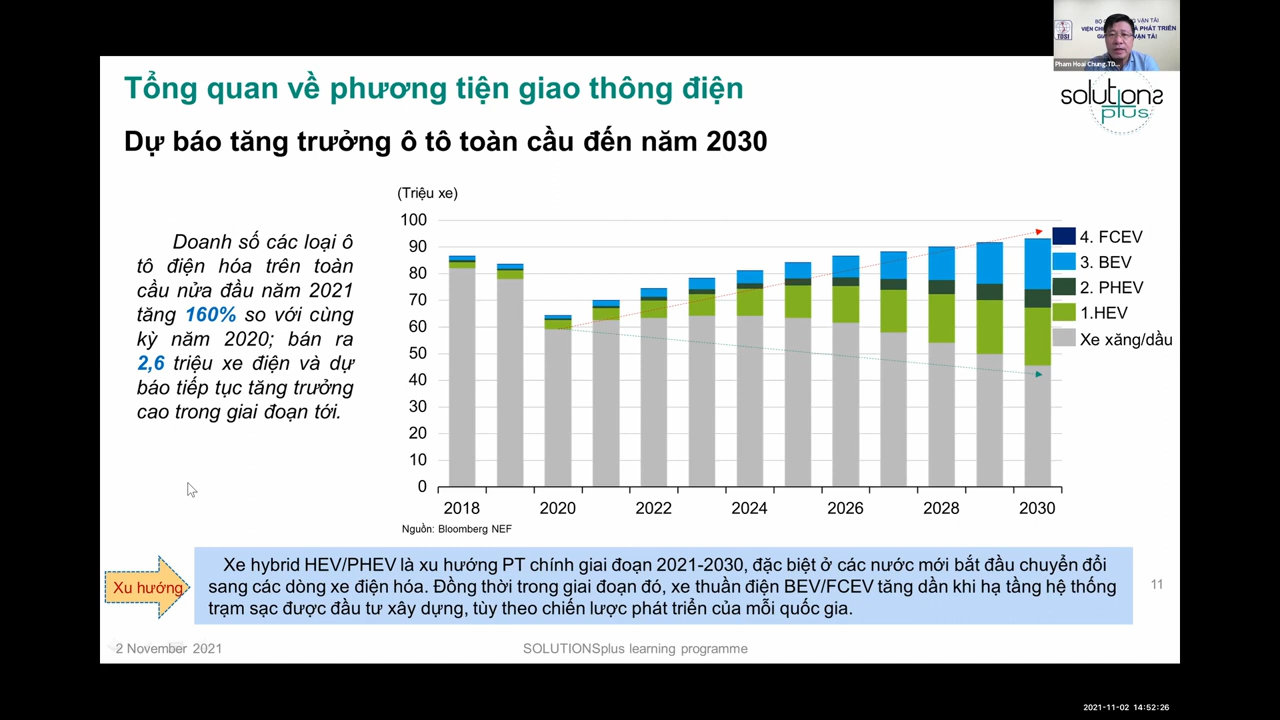 BỘ GIAO THÔNG VẬN TẢI
TDSI
Pham Hoai Chung.TD...
solutions
plus
Tổng quan về phương tiện giao thông điện
Dự báo tăng trưởng ô tô toàn cầu đến năm 2030
Doanh số các loại ô
tô điện hóa trên toàn
cầu nửa đầu năm 2021
tăng 160% so với cùng
kỳ năm 2020; bán ra
2,6 triệu xe điện và dự
báo tiếp tục tăng trưởng
cao trong giai đoạn tới.
(Triệu xe)
100
90
80
70
60
50
40
30
20
10
0
2018 2020 2022 2024 2026 2028 2030
4. FCEV
3. BEV
2. PHEV
1.HEV
Xe xăng/dầu
Nguồn: Bloomberg NEF
Xu hướng
Xe hybrid HEV/PHEV là xu hướng PT chính giai đoạn 2021-2030, đặc biệt ở các nước mới bắt đầu chuyển đổi
sang các dòng xe điện hóa. Đồng thời trong giai đoạn đó, xe thuần điện BEV/FCEV tăng dần khi hạ tầng hệ thống
trạm sạc được đầu tư xây dựng, tùy theo chiến lược phát triển của mỗi quốc gia.
11
2 November 2021
SOLUTIONSplus learning programme
2021-11-02 14:52:26